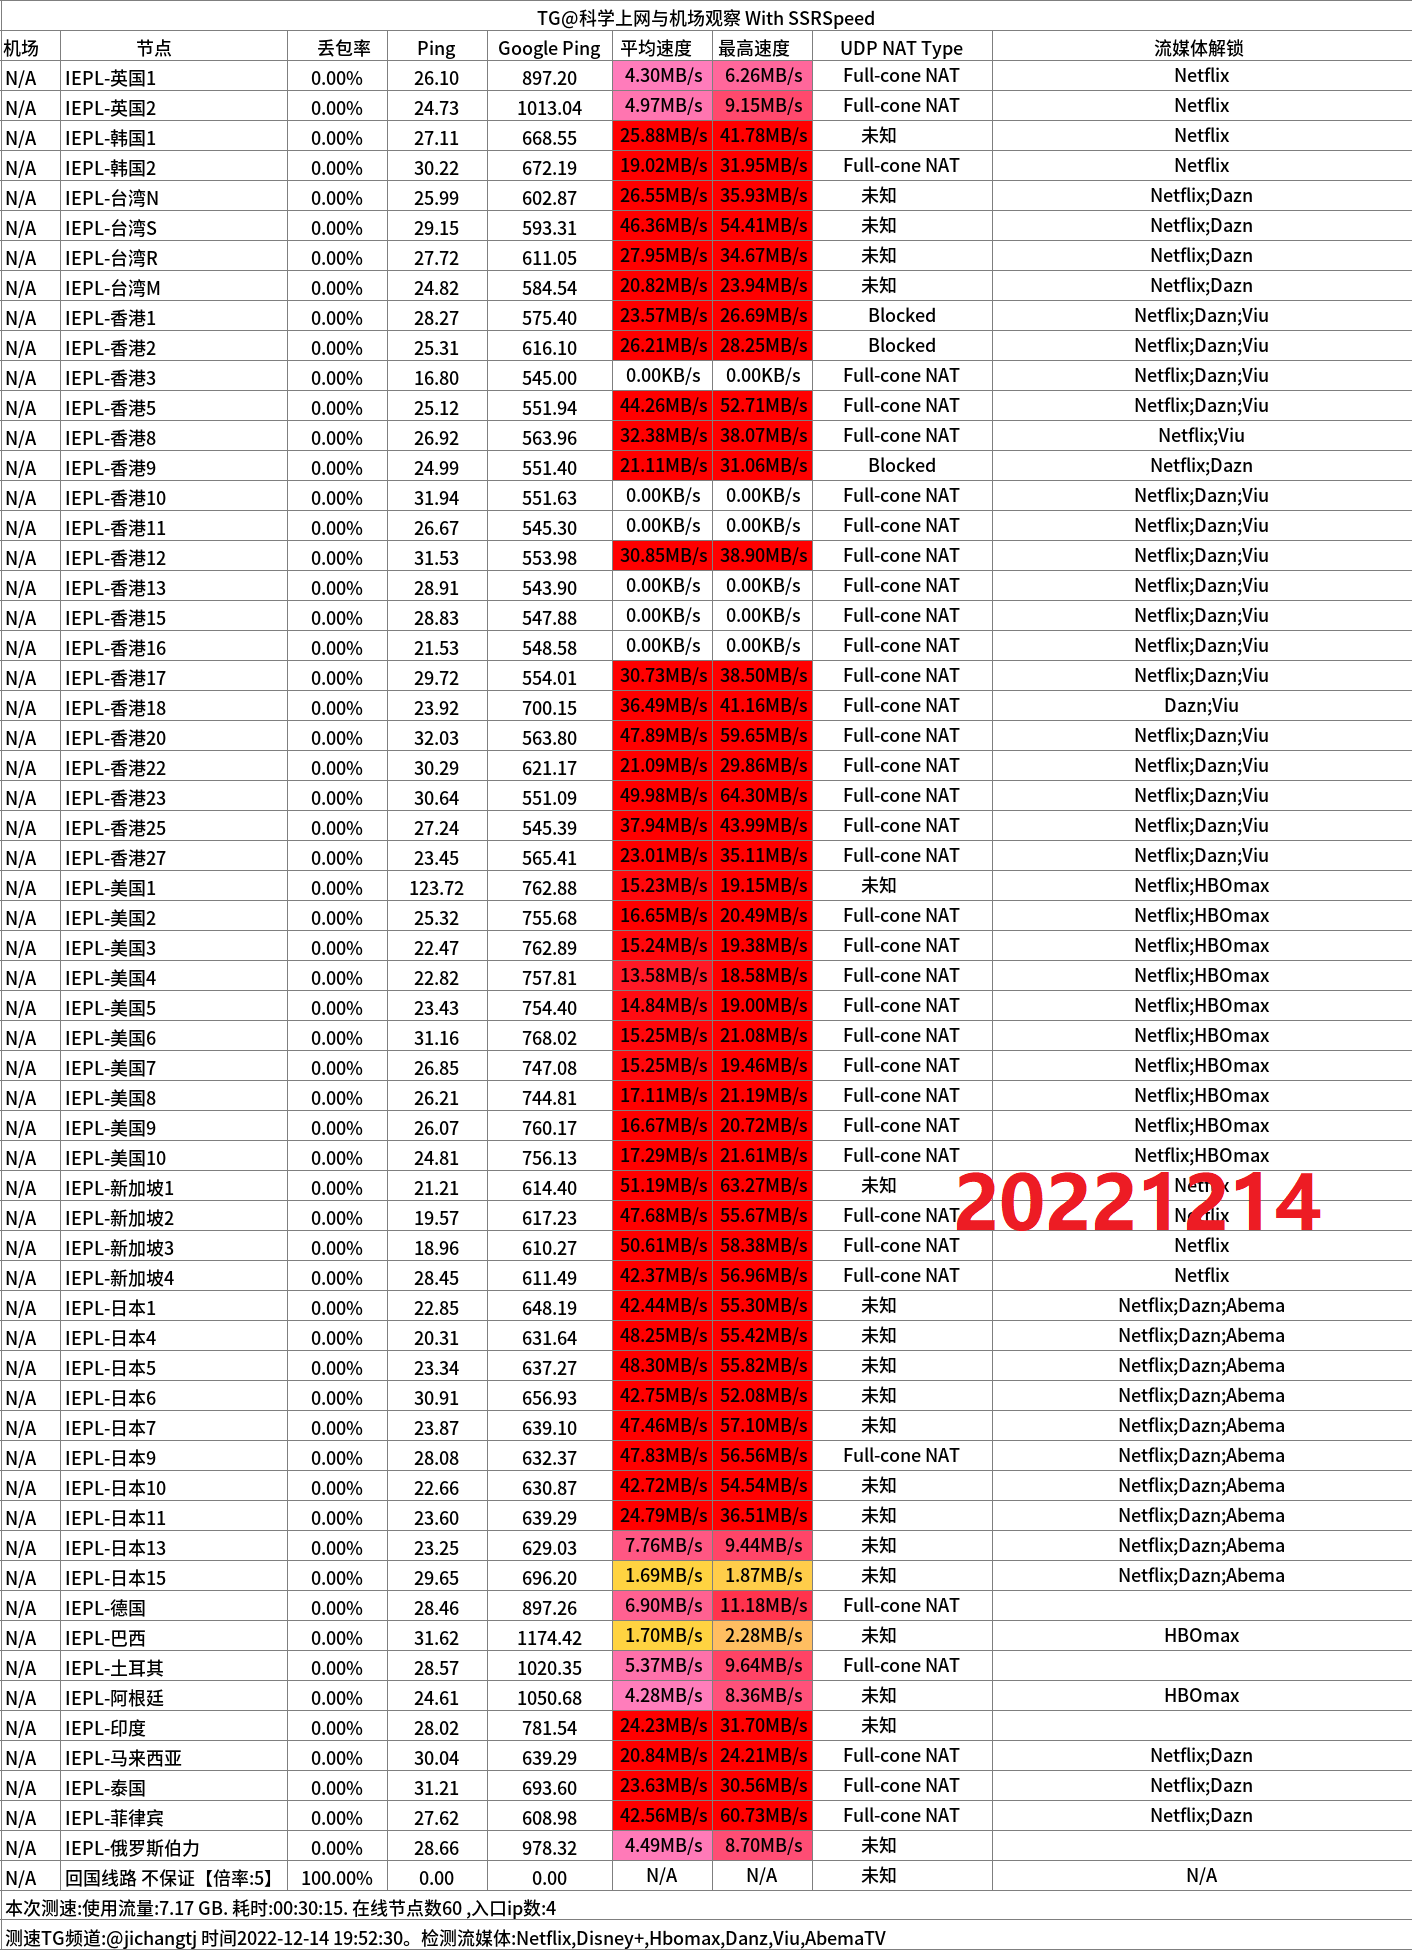 TG@科学上网与机场观察 With SSRSpeed
机场 节点 丢包率 Ping Google Ping 平均速度 最高速度 UDP NAT Type 流媒体解锁
N/A IEPL-英国1 0.00% 26.10 897.20 4.30MB/s 6.26MB/s Full-cone NAT Netflix
N/A IEPL-英国2 0.00% 24.73 1013.04 4.97MB/s 9.15MB/s Full-cone NAT Netflix
N/A IEPL-韩国1 0.00% 27.11 668.55 25.88MB/s 41.78MB/s 未知 Netflix
N/A IEPL-韩国2 0.00% 30.22 672.19 19.02MB/s 31.95MB/s Full-cone NAT Netflix
N/A IEPL-台湾N 0.00% 25.99 602.87 26.55MB/s 35.93MB/s 未知 Netflix;Dazn
N/A IEPL-台湾S 0.00% 29.15 593.31 46.36MB/s 54.41MB/s 未知 Netflix;Dazn
N/A IEPL-台湾R 0.00% 27.72 611.05 27.95MB/s 34.67MB/s 未知 Netflix;Dazn
N/A IEPL-台湾M 0.00% 24.82 584.54 20.82MB/s 23.94MB/s 未知 Netflix;Dazn
N/A IEPL-香港1 0.00% 28.27 575.40 23.57MB/s 26.69MB/s Blocked Netflix;Dazn;Viu
N/A IEPL-香港2 0.00% 25.31 616.10 26.21MB/s 28.25MB/s Blocked Netflix;Dazn;Viu
N/A IEPL-香港3 0.00% 16.80 545.00 0.00KB/s 0.00KB/s Full-cone NAT Netflix;Dazn;Viu
N/A IEPL-香港5 0.00% 25.12 551.94 44.26MB/s 52.71MB/s Full-cone NAT Netflix;Dazn;Viu
N/A IEPL-香港8 0.00% 26.92 563.96 32.38MB/s 38.07MB/s Full-cone NAT Netflix;Viu
N/A IEPL-香港9 0.00% 24.99 551.40 21.11MB/s 31.06MB/s Blocked Netflix;Dazn
N/A IEPL-香港10 0.00% 31.94 551.63 0.00KB/s 0.00KB/s Full-cone NAT Netflix;Dazn;Viu
N/A IEPL-香港11 0.00% 26.67 545.30 0.00KB/s 0.00KB/s Full-cone NAT Netflix;Dazn;Viu
N/A IEPL-香港12 0.00% 31.53 553.98 30.85MB/s 38.90MB/s Full-cone NAT Netflix;Dazn;Viu
N/A IEPL-香港13 0.00% 28.91 543.90 0.00KB/s 0.00KB/s Full-cone NAT Netflix;Dazn;Viu
N/A IEPL-香港15 0.00% 28.83 547.88 0.00KB/s 0.00KB/s Full-cone NAT Netflix;Dazn;Viu
N/A IEPL-香港16 0.00% 21.53 548.58 0.00KB/s 0.00KB/s Full-cone NAT Netflix;Dazn;Viu
N/A IEPL-香港17 0.00% 29.72 554.01 30.73MB/s 38.50MB/s Full-cone NAT Netflix;Dazn;Viu
N/A IEPL-香港18 0.00% 23.92 700.15 36.49MB/s 41.16MB/s Full-cone NAT Dazn;Viu
N/A IEPL-香港20 0.00% 32.03 563.80 47.89MB/s 59.65MB/s Full-cone NAT Netflix;Dazn;Viu
N/A IEPL-香港22 0.00% 30.29 621.17 21.09MB/s 29.86MB/s Full-cone NAT Netflix;Dazn;Viu
N/A IEPL-香港23 0.00% 30.64 551.09 49.98MB/s 64.30MB/s Full-cone NAT Netflix;Dazn;Viu
N/A IEPL-香港25 0.00% 27.24 545.39 37.94MB/s 43.99MB/s Full-cone NAT Netflix;Dazn;Viu
N/A IEPL-香港27 0.00% 23.45 565.41 23.01MB/s 35.11MB/s Full-cone NAT Netflix;Dazn;Viu
N/A IEPL-美国1 0.00% 123.72 762.88 15.23MB/s 19.15MB/s 未知 Netflix;HBOmax
N/A IEPL-美国2 0.00% 25.32 755.68 16.65MB/s 20.49MB/s Full-cone NAT Netflix;HBOmax
N/A IEPL-美国3 0.00% 22.47 762.89 15.24MB/s 19.38MB/s Full-cone NAT Netflix;HBOmax
N/A IEPL-美国4 0.00% 22.82 757.81 13.58MB/s 18.58MB/s Full-cone NAT Netflix;HBOmax
N/A IEPL-美国5 0.00% 23.43 754.40 14.84MB/s 19.00MB/s Full-cone NAT Netflix;HBOmax
N/A IEPL-美国6 0.00% 31.16 768.02 15.25MB/s 21.08MB/s Full-cone NAT Netflix;HBOmax
N/A IEPL-美国7 0.00% 26.85 747.08 15.25MB/s 19.46MB/s Full-cone NAT Netflix;HBOmax
N/A IEPL-美国8 0.00% 26.21 744.81 17.11MB/s 21.19MB/s Full-cone NAT Netflix;HBOmax
N/A IEPL-美国9 0.00% 26.07 760.17 16.67MB/s 20.72MB/s Full-cone NAT Netflix;HBOmax
N/A IEPL-美国10 0.00% 24.81 756.13 17.29MB/s 21.61MB/s Full-cone NAT Netflix;HBOmax
N/A IEPL-新加坡1 0.00% 21.21 614.40 51.19MB/s 63.27MB/s 未知 Netflix
20221214
N/A IEPL-新加坡2 0.00% 19.57 617.23 47.68MB/s 55.67MB/s Full-cone NAT Netflix
N/A IEPL-新加坡3 0.00% 18.96 610.27 50.61MB/s 58.38MB/s Full-cone NAT Netflix
N/A IEPL-新加坡4 0.00% 28.45 611.49 42.37MB/s 56.96MB/s Full-cone NAT Netflix
N/A IEPL-日本1 0.00% 22.85 648.19 42.44MB/s 55.30MB/s 未知 Netflix;Dazn;Abema
N/A IEPL-日本4 0.00% 20.31 631.64 48.25MB/s 55.42MB/s 未知 Netflix;Dazn;Abema
N/A IEPL-日本5 0.00% 23.34 637.27 48.30MB/s 55.82MB/s 未知 Netflix;Dazn;Abema
N/A IEPL-日本6 0.00% 30.91 656.93 42.75MB/s 52.08MB/s 未知 Netflix;Dazn;Abema
N/A IEPL-日本7 0.00% 23.87 639.10 47.46MB/s 57.10MB/s 未知 Netflix;Dazn;Abema
N/A IEPL-日本9 0.00% 28.08 632.37 47.83MB/s 56.56MB/s Full-cone NAT Netflix;Dazn;Abema
N/A IEPL-日本10 0.00% 22.66 630.87 42.72MB/s 54.54MB/s 未知 Netflix;Dazn;Abema
N/A IEPL-日本11 0.00% 23.60 639.29 24.79MB/s 36.51MB/s 未知 Netflix;Dazn;Abema
N/A IEPL-日本13 0.00% 23.25 629.03 7.76MB/s 9.44MB/s 未知 Netflix;Dazn;Abema
N/A IEPL-日本15 0.00% 29.65 696.20 1.69MB/s 1.87MB/s 未知 Netflix;Dazn;Abema
N/A IEPL-德国 0.00% 28.46 897.26 6.90MB/s 11.18MB/s Full-cone NAT
N/A IEPL-巴西 0.00% 31.62 1174.42 1.70MB/s 2.28MB/s 未知 HBOmax
N/A IEPL-土耳其 0.00% 28.57 1020.35 5.37MB/s 9.64MB/s Full-cone NAT
N/A IEPL-阿根廷 0.00% 24.61 1050.68 4.28MB/s 8.36MB/s 未知 HBOmax
N/A IEPL-印度 0.00% 28.02 781.54 24.23MB/s 31.70MB/s 未知
N/A IEPL-马来西亚 0.00% 30.04 639.29 20.84MB/s 24.21MB/s Full-cone NAT Netflix;Dazn
N/A IEPL-泰国 0.00% 31.21 693.60 23.63MB/s 30.56MB/s Full-cone NAT Netflix;Dazn
N/A IEPL-菲律宾 0.00% 27.62 608.98 42.56MB/s 60.73MB/s Full-cone NAT Netflix;Dazn
N/A IEPL-俄罗斯伯力 0.00% 28.66 978.32 4.49MB/s 8.70MB/s 未知
N/A 回国线路 不保证【倍率:5】 100.00% 0.00 0.00 N/A N/A 未知 N/A
本次测速:使用流量:7.17 GB. 耗时:00:30:15. 在线节点数60 ,入口ip数:4
测速TG频道:@jichangtj 时间2022-12-14 19:52:30。检测流媒体:Netflix,Disney+,Hbomax,Danz,Viu,AbemaTV